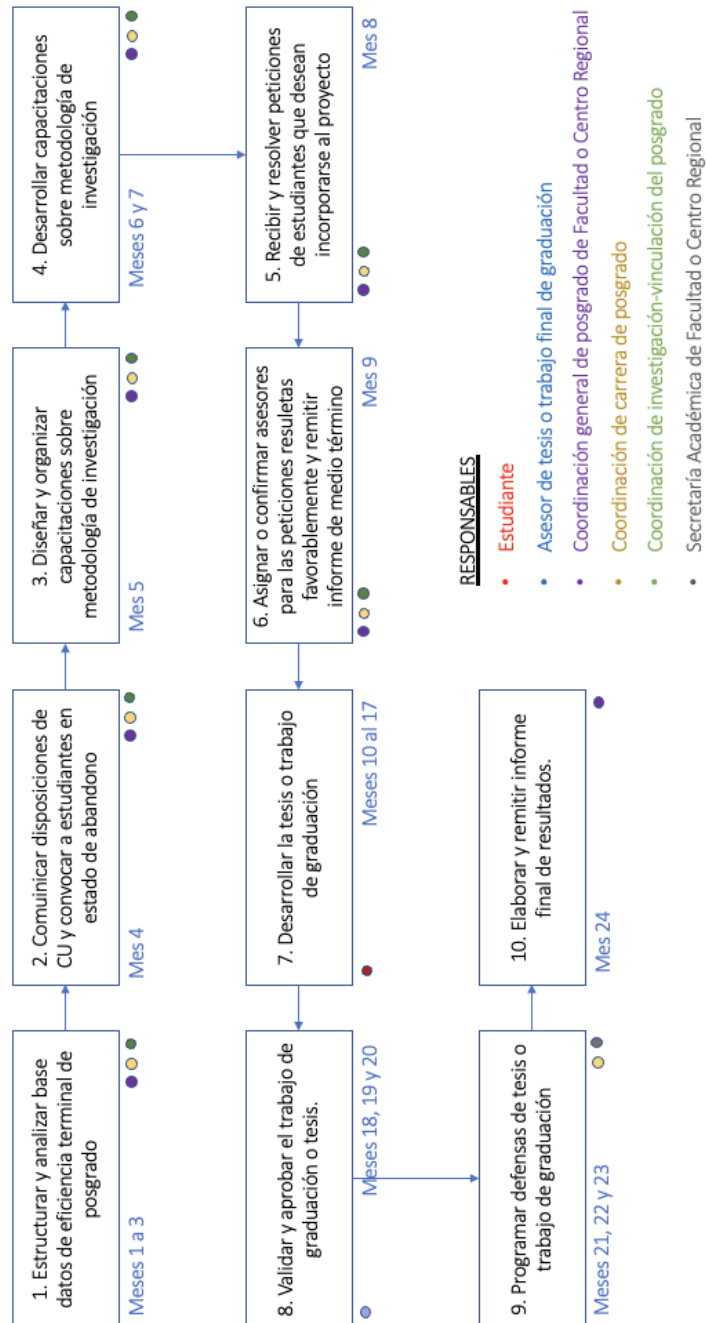 1. Estructurar y analizar base
datos de eficiencia terminal de
posgrado
Meses 1 a 3
2. Comuinicar disposiciones de
CU y convocar a estudiantes en
estado de abandono
Mes 4
3. Diseñar y organizar
capacitaciones sobre
metodología de investigación
Mes 5
4. Desarrollar capacitaciones
sobre metodología de
investigación
Meses 6 y 7
5. Recibir y resolver peticiones
de estudiantes que desean
incorporarse al proyecto
Mes 8
6. Asignar o confirmar asesores
para las peticiones resuletas
favorablemente y remitir
informe de medio término
Mes 9
7. Desarrollar la tesis o trabajo
de graduación
Meses 10 al 17
8. Validar y aprobar el trabajo de
graduación o tesis.
Meses 18, 19 y 20
9. Programar defensas de tesis o
trabajo de graduación
Meses 21, 22 y 23
10. Elaborar y remitir informe
final de resultados.
Mes 24
RESPONSABLES
• Estudiante
• Asesor de tesis o trabajo final de graduación
• Coordinación general de posgrado de Facultad o Centro Regional
• Coordinación de carrera de posgrado
• Coordinación de investigación-vinculación del posgrado
• Secretaría Académica de Facultad o Centro Regional